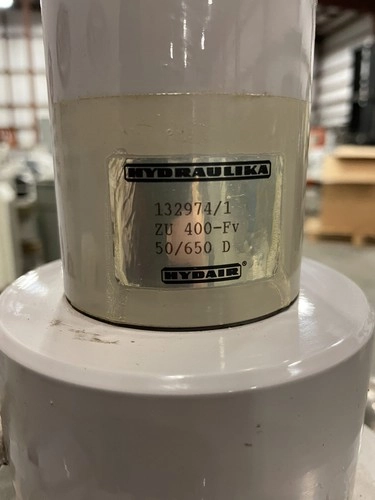 HYDRAULIKA
132974/1
ZU 400-Fv
50/650 D
HYDAIR®